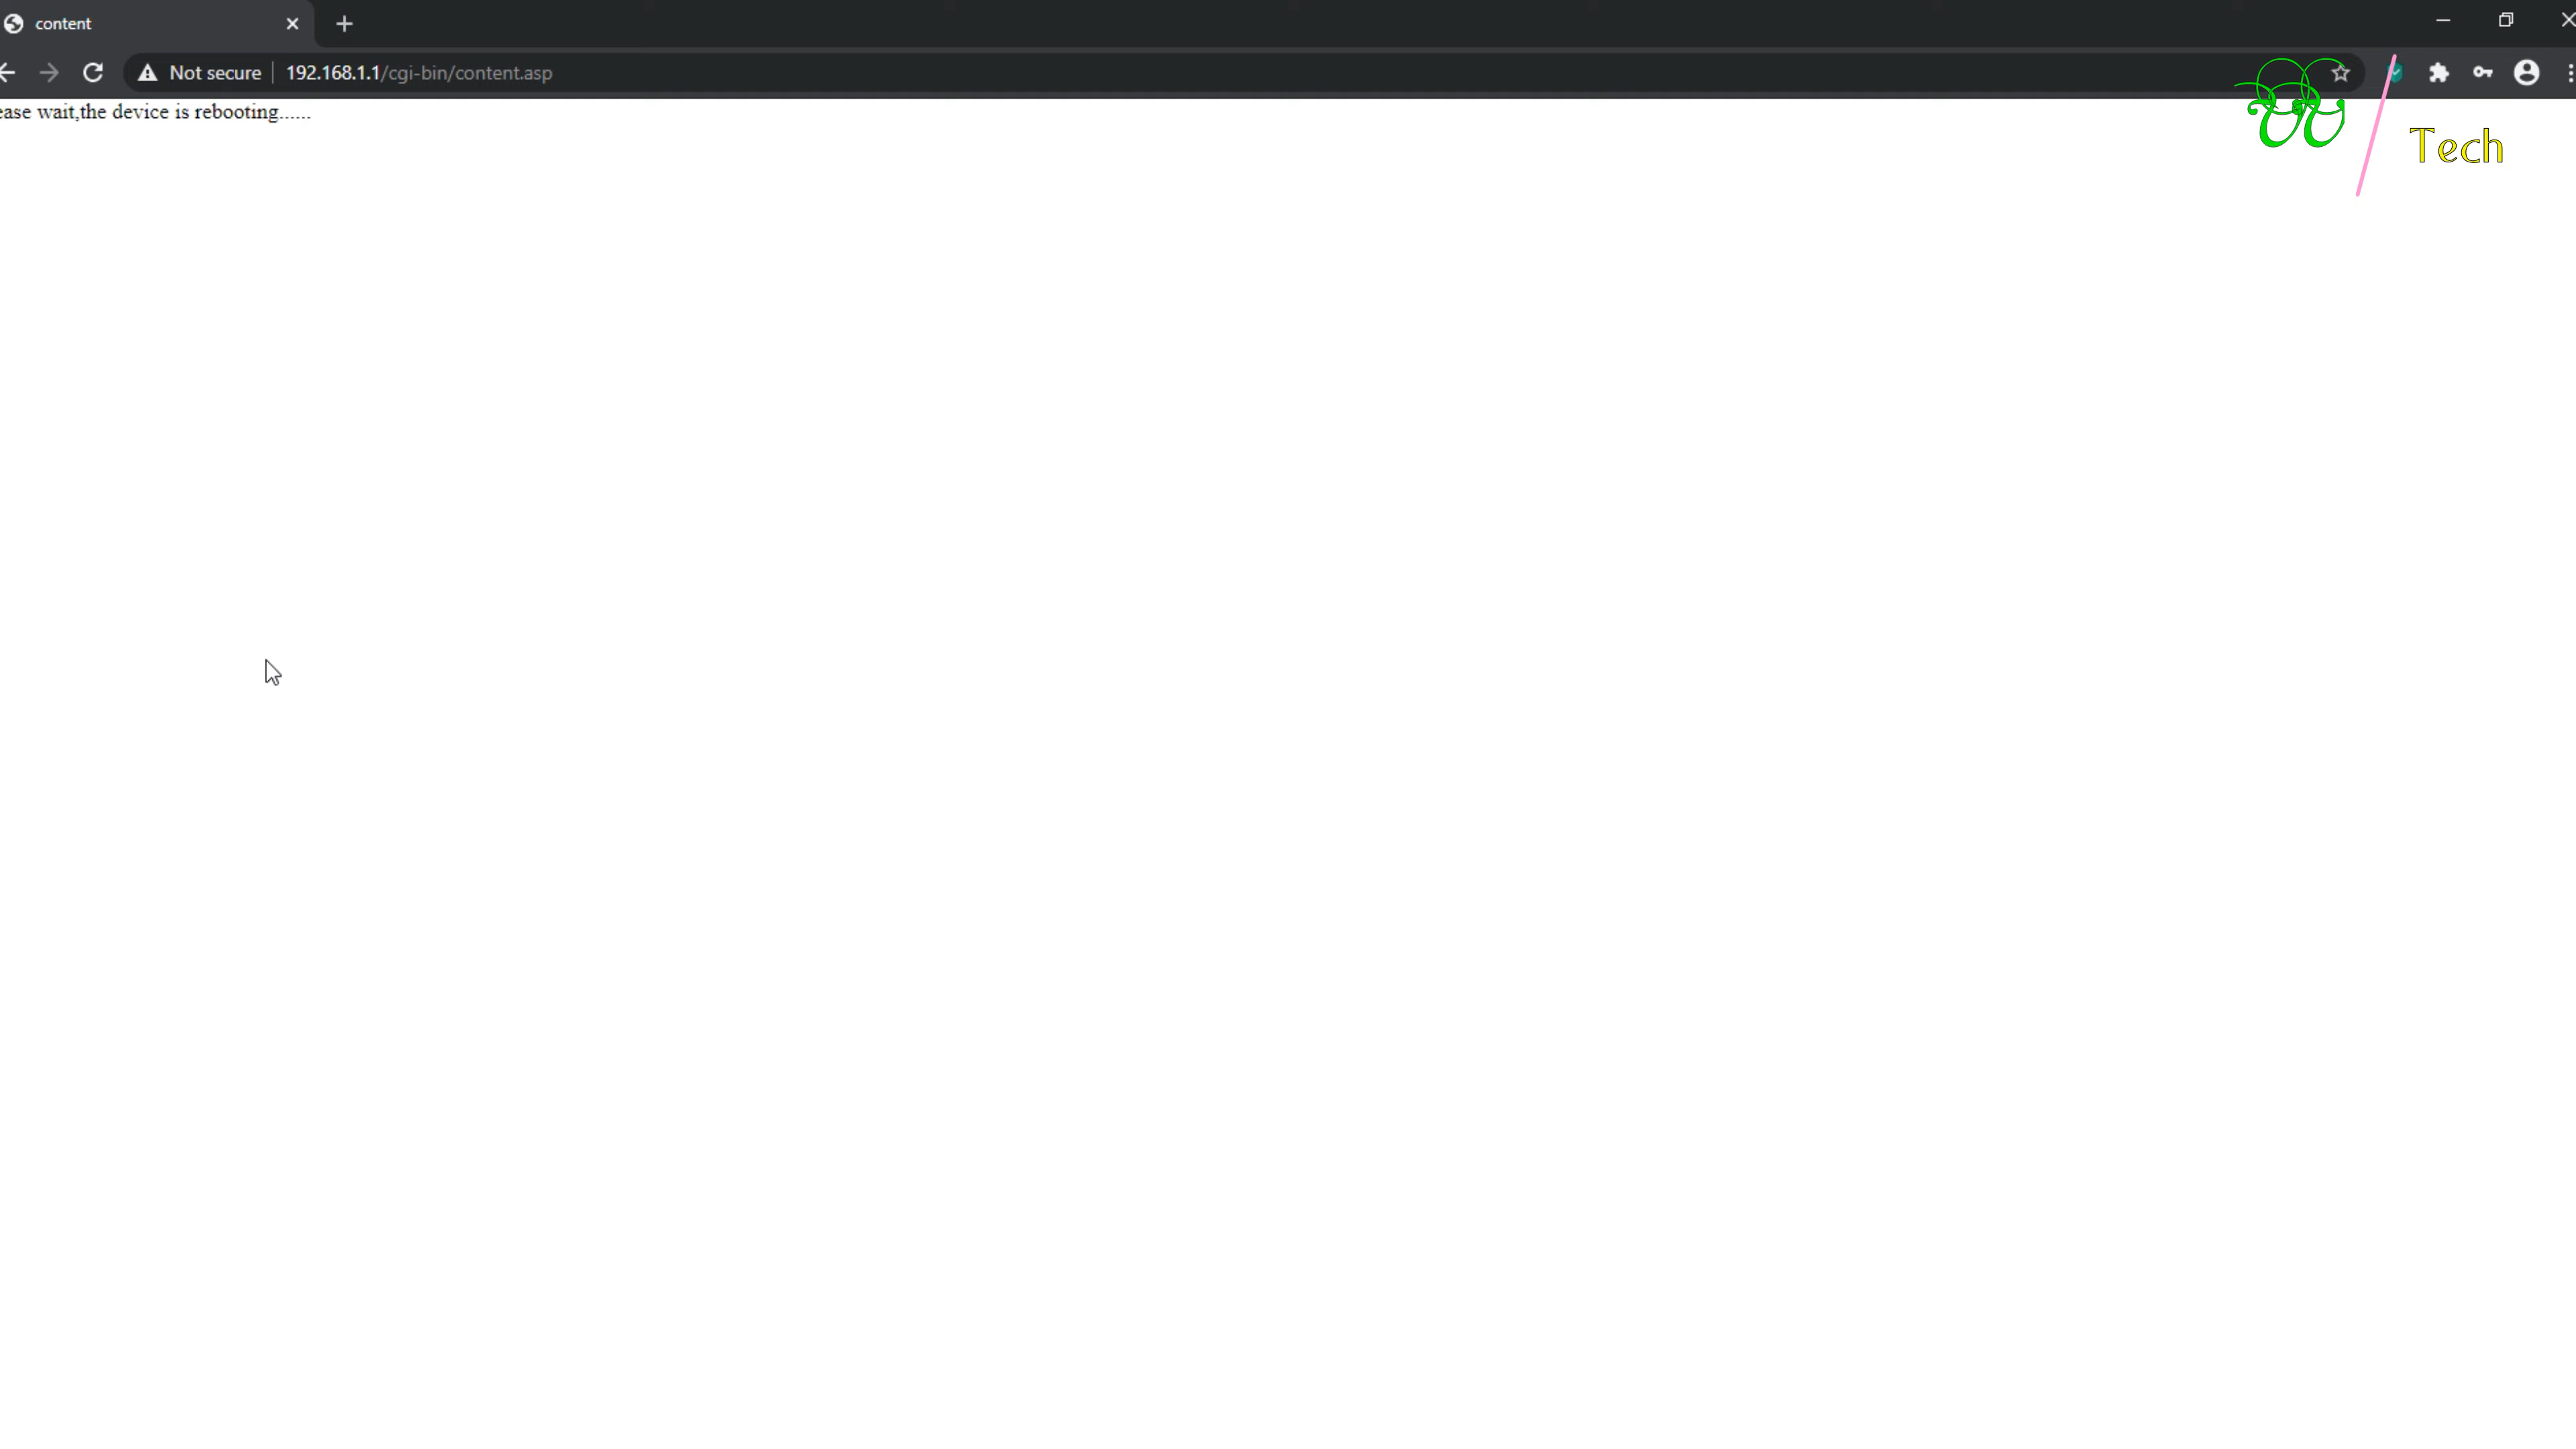 content
Not secure
192.168.1.1/cgi-bin/content.asp
ease wait,the device is rebooting......
Tech